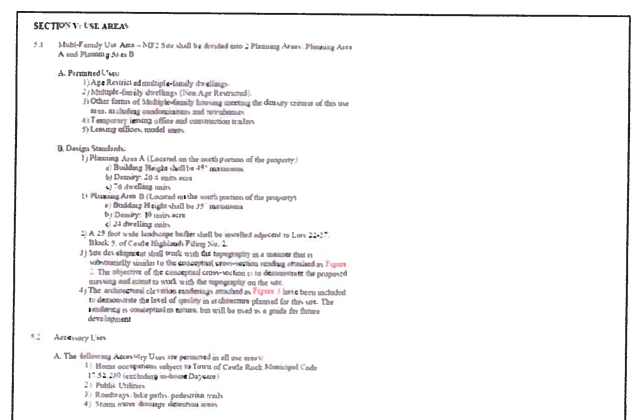 SECTION V: USE AREAS
5.1 Multi-Family Use Area – MF2 Site shall be divided into 2 Planning Areas: Planning Area
A and Planning Area B
A. Permitted Uses:
1) Age Restricted multiple-family dwellings.
2) Multiple-family dwellings (Non Age Restricted).
3) Other forms of Multiple-family housing meeting the density criteria of this use
area, including condominiums and townhomes
4) Temporary leasing office and construction trailers
5) Leasing offices, model units.
B. Design Standards:
1) Planning Area A (Located on the north portion of the property)
a) Building Height shall be 45' maximum
b) Density: 20.4 units acre
c) 76 dwelling units
1) Planning Area B (Located on the south portion of the property)
a) Building Height shall be 35' maximum
b) Density: 10 units acre
c) 24 dwelling units
2) A 25 foot wide landscape buffer shall be installed adjacent to Lots 22-27,
Block 5, of Castle Highlands Filing No. 2.
3) Site development shall work with the topography in a manner that is
substantially similar to the conceptual cross-section rending attached as Figure
2. The objective of the conceptual cross-section is to demonstrate the proposed
massing and intent to work with the topography on the site.
4) The architectural elevation renderings attached as Figure 3 have been included
to demonstrate the level of quality in architecture planned for this site. The
rendering is conceptual in nature, but will be used as a guide for future
development
5.2 Accessory Uses
A. The following Accessory Uses are permitted in all use areas:
1) Home occupations subject to Town of Castle Rock Municipal Code
17.52.230 (excluding in-home Daycare)
2) Public Utilities
3) Roadways, bike paths, pedestrian trails
4) Storm water drainage detention areas